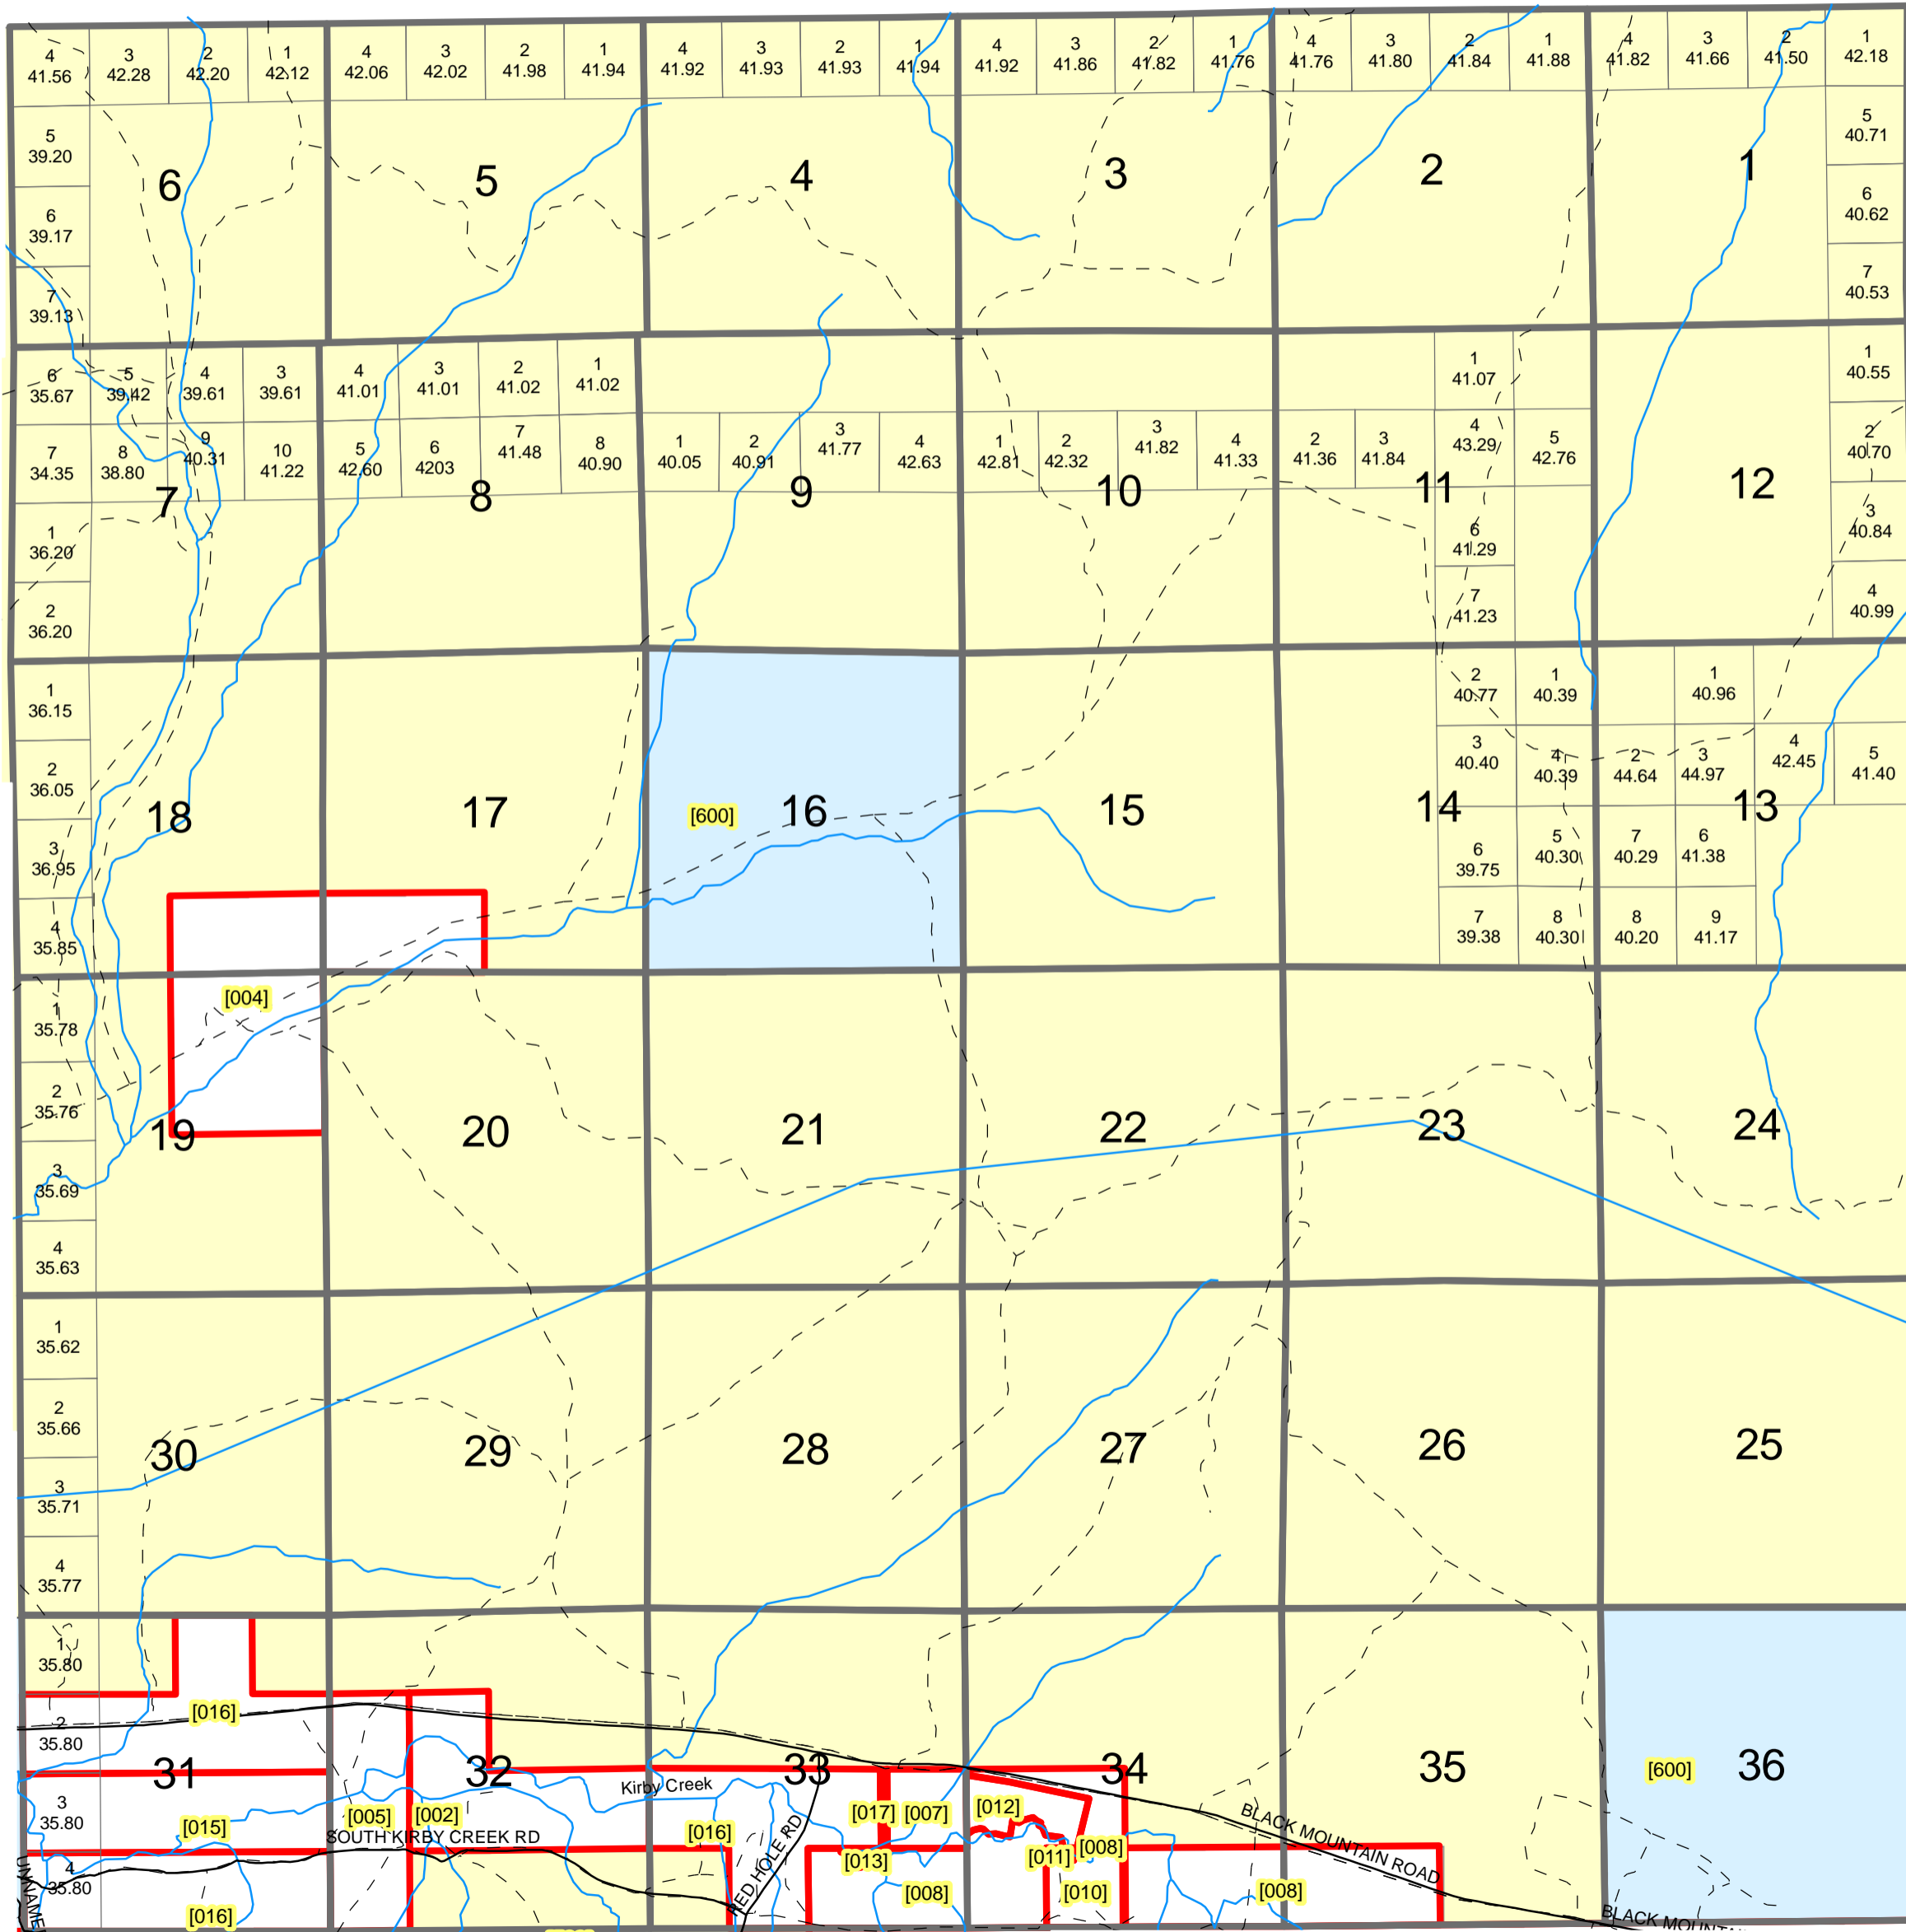 4 3 2 1 4 3 2 1 4 3 2 1 4 3 2 1 4 3 2 1 4 3 2 1
41.56 42.28 42.20 42.12 42.06 42.02 41.98 41.94 41.92 41.93 41.93 41.94 41.92 41.86 41.82 41.76 41.76 41.80 41.84 41.88 41.82 41.66 41.50 42.18
5 5
39.20 40.71
6 5 4 3 2 1
6 6
39.17 40.62
7 7
39.13 40.53
6 5 4 3 4 3 2 1 1 1
35.67 39.42 39.61 39.61 41.01 41.01 41.02 41.02 41.07 40.55
7 8 9 10 5 6 7 8 1 2 3 4 1 2 3 4 2 3 4 5 2
34.35 38.80 40.31 41.22 42.60 4203 41.48 40.90 40.05 40.91 41.77 42.63 42.81 42.32 41.82 41.33 41.36 41.84 43.29 42.76 40.70
7 8 9 10 11 12
1 6 3
36.20 41.29 40.84
2 7 4
36.20 41.23 40.99
1 2 1 1
36.15 40.77 40.39 40.96
2 3 4 2 3 4 5
36.05 40.40 40.39 44.64 44.97 42.45 41.40
18 17 [600] 16 15 14 13
3 6 5 7 6
36.95 39.75 40.30 40.29 41.38
4 7 8 8 9
35.85 39.38 40.30 40.20 41.17
1 [004]
35.78
2
35.76
19 20 21 22 23 24
3
35.69
4
35.63
1
35.62
2
35.66
30 29 28 27 26 25
3
35.71
4
35.77
1
35.80
[016]
2
35.80
31 32 33 34 35 [600] 36
Kirby Creek
3
35.80
[015] [005] [002] [016] [017] [007] [012] BLACK MOUNTAIN ROAD
SOUTH KIRBY CREEK RD
RED HOLE RD
[013] [011] [008]
4
35.80
UNNAME
[016] [008] [010] [008]
BLACK MOUNTAI